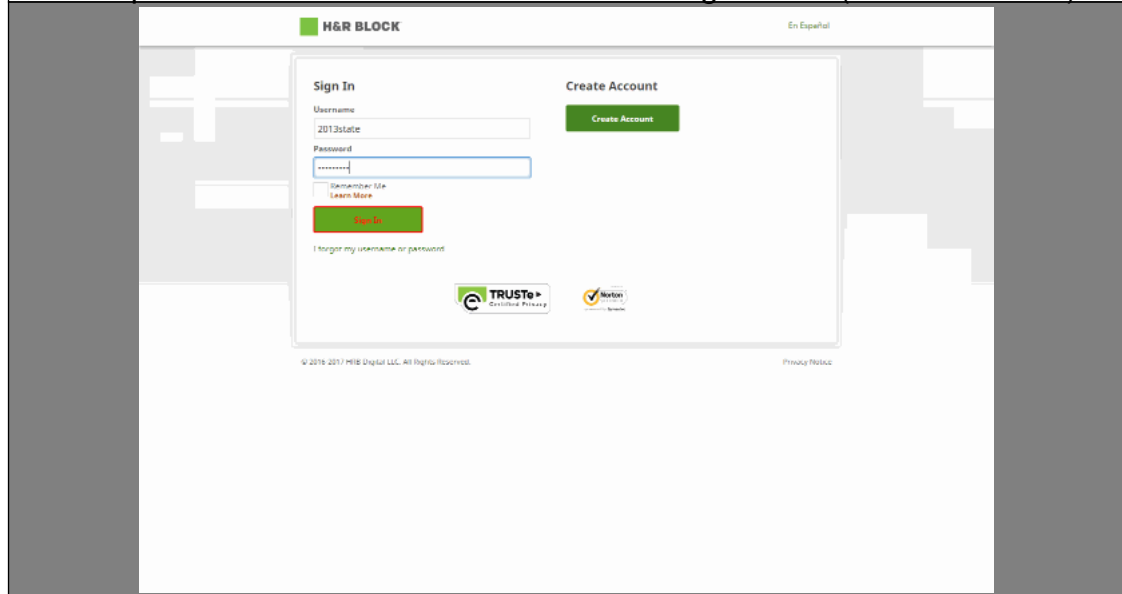 H&R BLOCK
En Español
Sign In
Create Account
Username
Create Account
2013state
Password
Remember Me
Learn More
Sign In
I forgot my username or password
TRUSTe
Certified Privacy
Norton
© 2016-2017 HRB Digital LLC. All Rights Reserved.
Privacy Notice